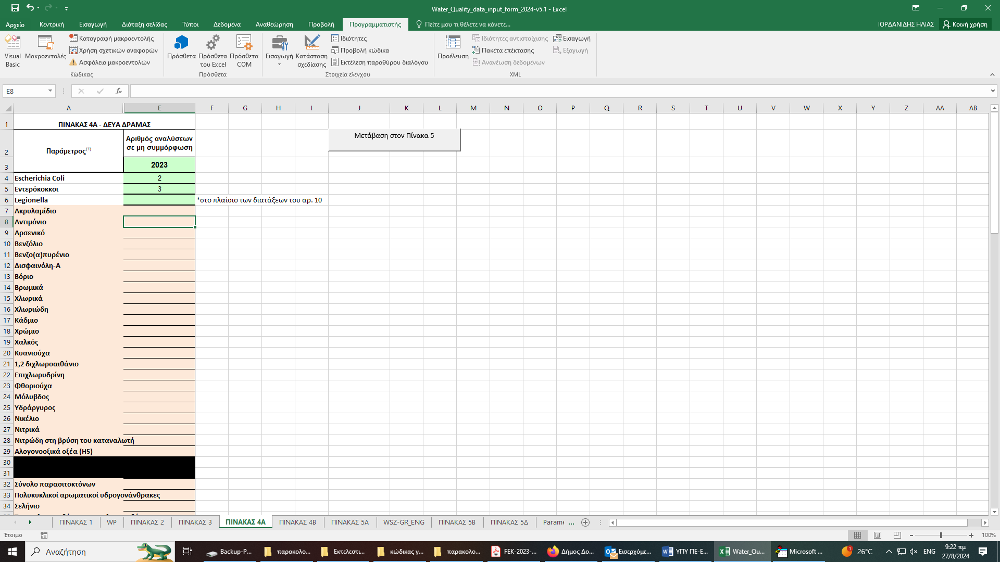 Water_Quality_data_input_form_2024-v5.1 - Excel
Αρχείο Κεντρική Εισαγωγή Διάταξη σελίδας Τύποι Δεδομένα Αναθεώρηση Προβολή Προγραμματιστής Πείτε μου τι θέλετε να κάνετε... ΙΟΡΔΑΝΙΔΗΣ ΗΛΙΑΣ Κοινή χρήση
Visual Basic
Μακροεντολές
Καταγραφή μακροεντολής
Χρήση σχετικών αναφορών
Ασφάλεια μακροεντολών
Κώδικας
Πρόσθετα
Πρόσθετα του Excel
Πρόσθετα COM
Πρόσθετα
Εισαγωγή
Κατάσταση σχεδίασης
Ιδιότητες
Προβολή κώδικα
Εκτέλεση παραθύρου διαλόγου
Στοιχεία ελέγχου
Προέλευση
Ιδιότητες αντιστοίχισης
Πακέτα επέκτασης
Ανανέωση δεδομένων
Εισαγωγή
Εξαγωγή
XML
E8 fx
A E F G H I J K L M N O P Q R S T U V W X Y Z AA AB
1 ΠΙΝΑΚΑΣ 4Α - ΔΕΥΑ ΔΡΑΜΑΣ
2 Παράμετρος(1) Αριθμός αναλύσεων σε μη συμμόρφωση Μετάβαση στον Πίνακα 5
3 2023
4 Escherichia Coli 2
5 Εντερόκοκκοι 3
6 Legionella *στο πλαίσιο των διατάξεων του αρ. 10
7 Ακρυλαμίδιο
8 Αντιμόνιο
9 Αρσενικό
10 Βενζόλιο
11 Βενζο(α)πυρένιο
12 Δισφαινόλη-Α
13 Βόριο
14 Βρωμικά
15 Χλωρικά
16 Χλωριώδη
17 Κάδμιο
18 Χρώμιο
19 Χαλκός
20 Κυανιούχα
21 1,2 διχλωροαιθάνιο
22 Επιχλωρυδρίνη
23 Φθοριούχα
24 Μόλυβδος
25 Υδράργυρος
26 Νικέλιο
27 Νιτρικά
28 Νιτρώδη στη βρύση του καταναλωτή
29 Αλογονοοξικά οξέα (Η5)
30
31
32 Σύνολο παρασιτοκτόνων
33 Πολυκυκλικοί αρωματικοί υδρογονάνθρακες
34 Σελήνιο
ΠΙΝΑΚΑΣ 1 WP ΠΙΝΑΚΑΣ 2 ΠΙΝΑΚΑΣ 3 ΠΙΝΑΚΑΣ 4Α ΠΙΝΑΚΑΣ 4Β ΠΙΝΑΚΑΣ 5Α WSZ-GR_ENG ΠΙΝΑΚΑΣ 5Β ΠΙΝΑΚΑΣ 5Δ Parame ...
Έτοιμο 100%
Αναζήτηση Backup-P... παρακολο... Εκτελεστι... κώδικας γ... παρακολο... FEK-2023-... Δήμος Δο... Εισερχόμε... ΥΠΥ ΠΕ-Ε... Water_Qu... Microsoft ... 1 26°C ENG 9:22 πμ
27/8/2024